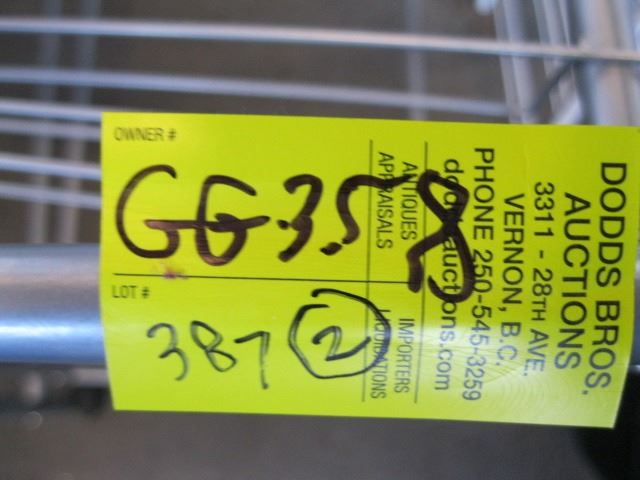 OWNER #
GG358
LOT #
387 2
DODDS BROS.
AUCTIONS
3311 - 28TH AVE.
VERNON, B.C.
PHONE 250-545-3259
doddsauctions.com
ANTIQUES IMPORTERS
APPRAISALS LIQUIDATIONS